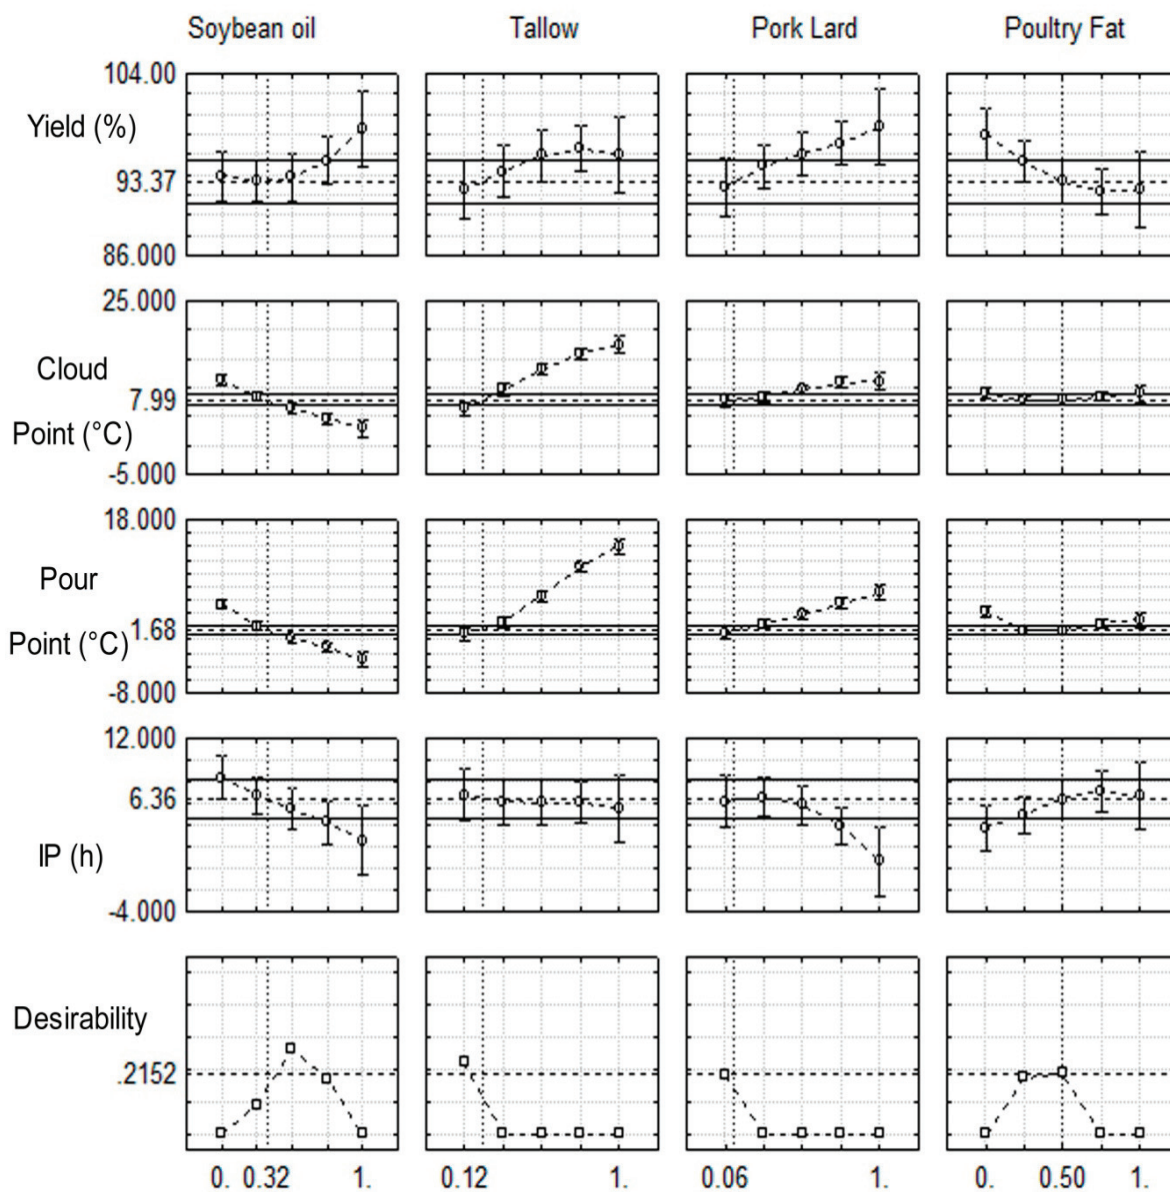 Soybean oil Tallow Pork Lard Poultry Fat
104.00
Yield (%)
93.37
86.000
25.000
Cloud
7.99
Point (°C)
-5.000
18.000
Pour
1.68
Point (°C)
-8.000
12.000
6.36
IP (h)
-4.000
Desirability
.2152
0. 0.32 1. 0.12 1. 0.06 1. 0. 0.50 1.